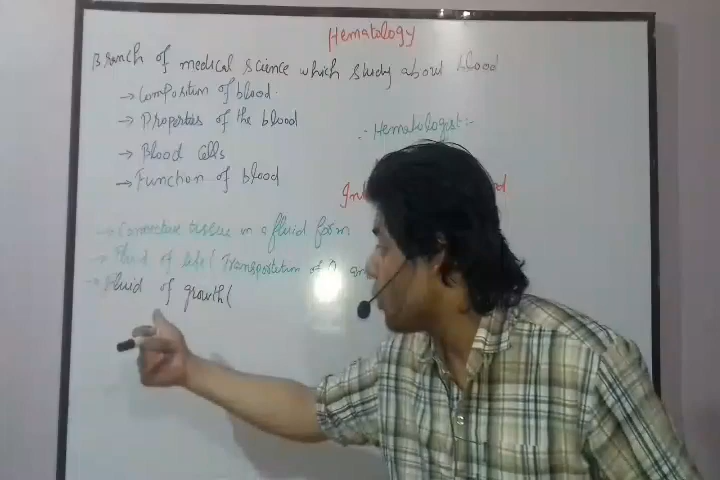 Hematology
Branch of medical science which study about blood
→ Composition of blood.
→ Properties of the blood
∴ Hematologist:-
→ Blood Cells
→ Function of blood
→ Connective tissue in a fluid form
→ Fluid of life ( Transportation of
→ Fluid of growth (